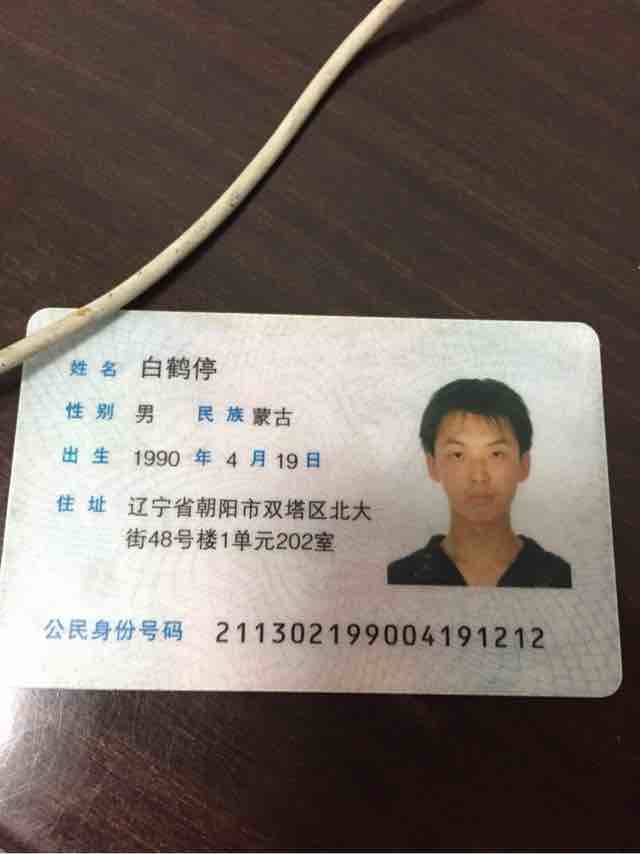 姓名 白鹤停
性别 男 民族 蒙古
出生 1990 年 4 月 19 日
住址 辽宁省朝阳市双塔区北大
街48号楼1单元202室
公民身份号码 211302199004191212